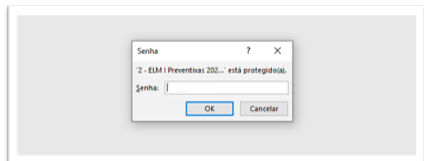 Senha
'2 - ELM I Preventivas 202...' está protegido(a).
Senha:
OK Cancelar